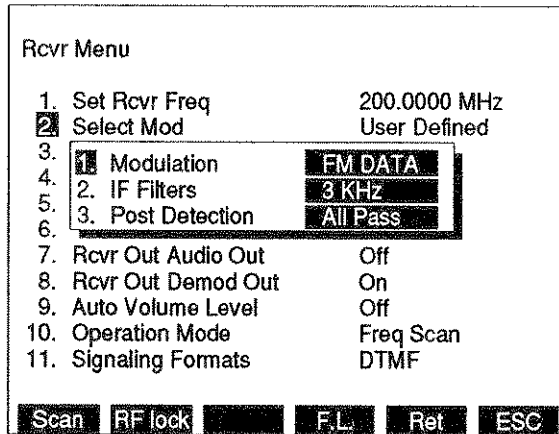 Rcvr Menu
1. Set Rcvr Freq 200.0000 MHz
2. Select Mod User Defined
3.
1. Modulation FM DATA
4.
2. IF Filters 3 KHz
5.
3. Post Detection All Pass
6.
7. Rcvr Out Audio Out Off
8. Rcvr Out Demod Out On
9. Auto Volume Level Off
10. Operation Mode Freq Scan
11. Signaling Formats DTMF
Scan RF lock F.L. Ret ESC